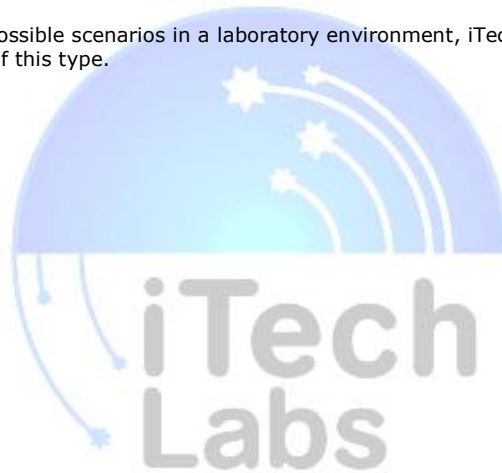 ossible scenarios in a laboratory environment, iTec
f this type.
iTech
Labs